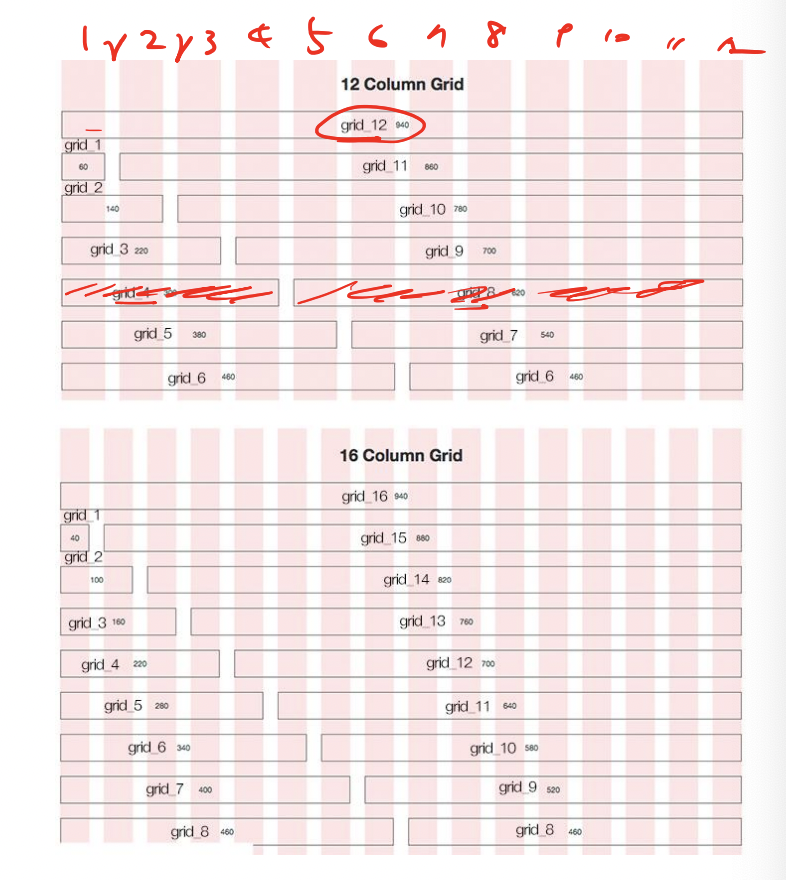 1 2 3 4 5 6 7 8 9 10 11 12
12 Column Grid
grid_12 940
grid_1
60 grid_11 860
grid_2
140 grid_10 780
grid_3 220 grid_9 700
grid_4 grid_8 620
grid_5 380 grid_7 540
grid_6 460 grid_6 460
16 Column Grid
grid_16 940
grid_1
40 grid_15 880
grid_2
100 grid_14 820
grid_3 160 grid_13 760
grid_4 220 grid_12 700
grid_5 280 grid_11 640
grid_6 340 grid_10 580
grid_7 400 grid_9 520
grid_8 460 grid_8 460